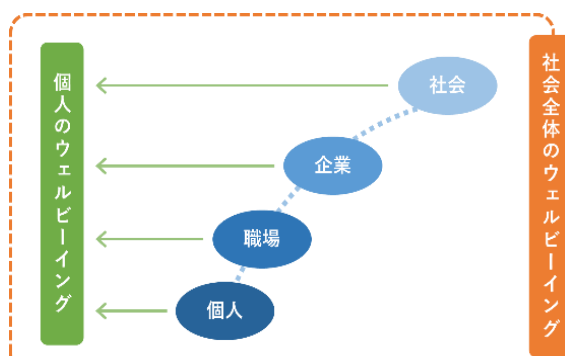 個人のウェルビーイング
社会
企業
職場
個人
社会全体のウェルビーイング